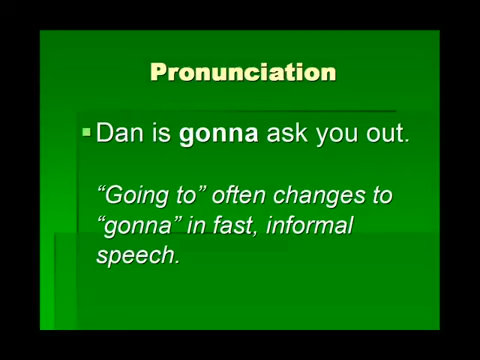 Pronunciation
▪ Dan is gonna ask you out.
“Going to” often changes to
“gonna” in fast, informal
speech.